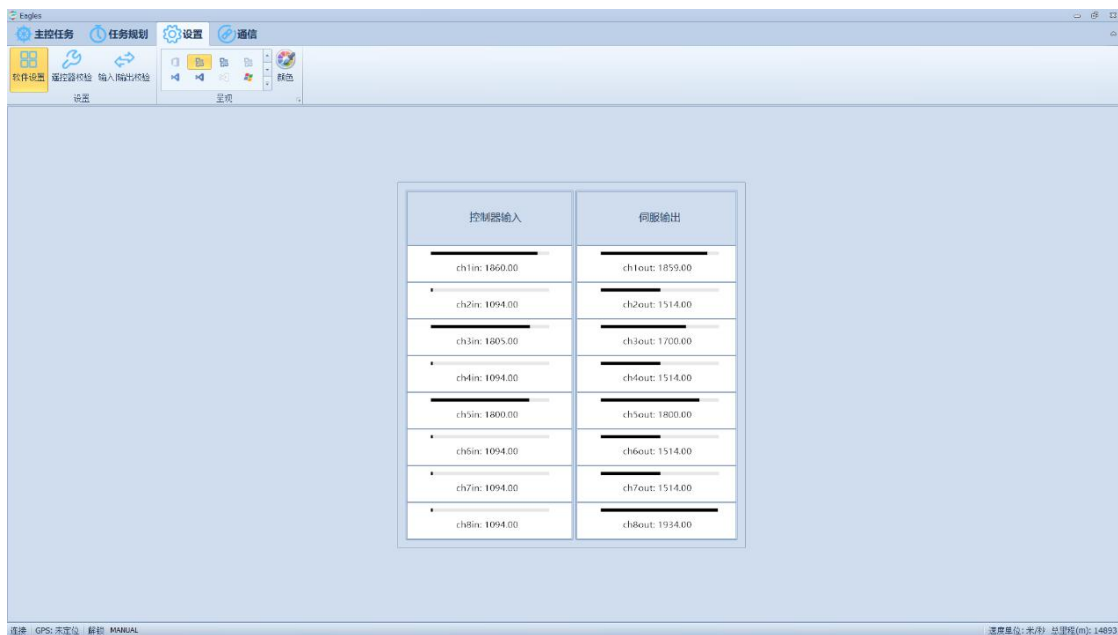 Eagles
主控任务 任务规划 设置 通信
软件设置 遥控器校验 输入|输出校验 颜色
设置 呈现
控制器输入 伺服输出
ch1in: 1860.00 ch1out: 1859.00
ch2in: 1094.00 ch2out: 1514.00
ch3in: 1805.00 ch3out: 1700.00
ch4in: 1094.00 ch4out: 1514.00
ch5in: 1800.00 ch5out: 1800.00
ch6in: 1094.00 ch6out: 1514.00
ch7in: 1094.00 ch7out: 1514.00
ch8in: 1094.00 ch8out: 1934.00
连接 GPS: 未定位 解锁 MANUAL 速度单位: 米/秒 总里程(m): 14893